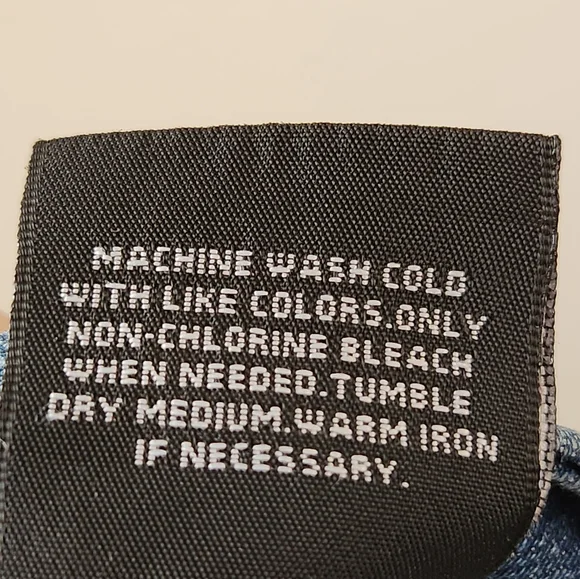 MACHINE WASH COLD
WITH LIKE COLORS.ONLY
NON-CHLORINE BLEACH
WHEN NEEDED.TUMBLE
DRY MEDIUM.WARM IRON
IF NECESSARY.